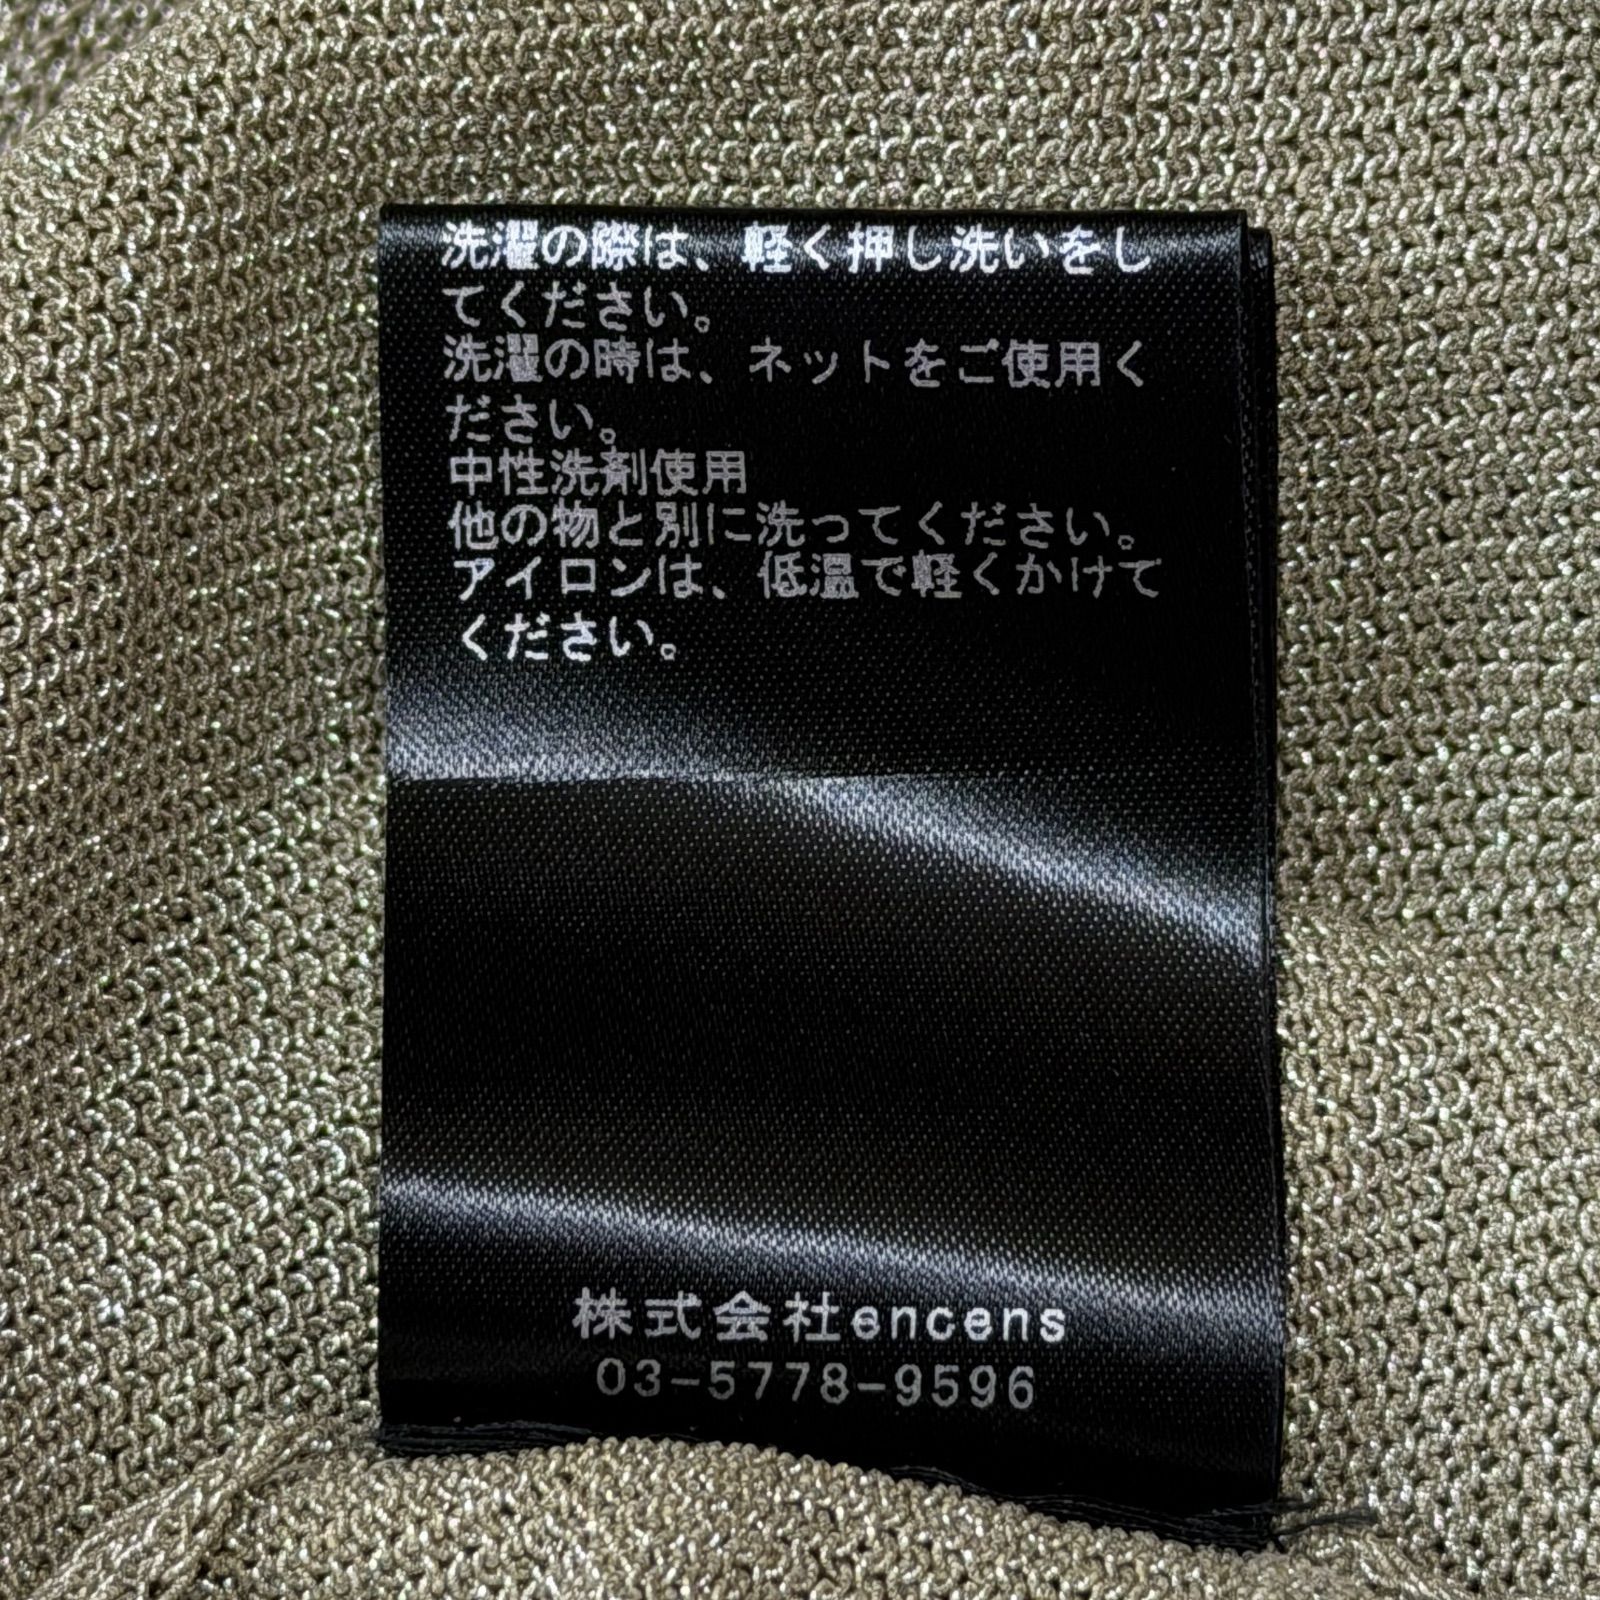 洗濯の際は、軽く押し洗いをし
てください。
洗濯の時は、ネットをご使用く
ださい。
中性洗剤使用
他の物と別に洗ってください。
アイロンは、低温で軽くかけて
ください。
株式会社encens
03-5778-9596